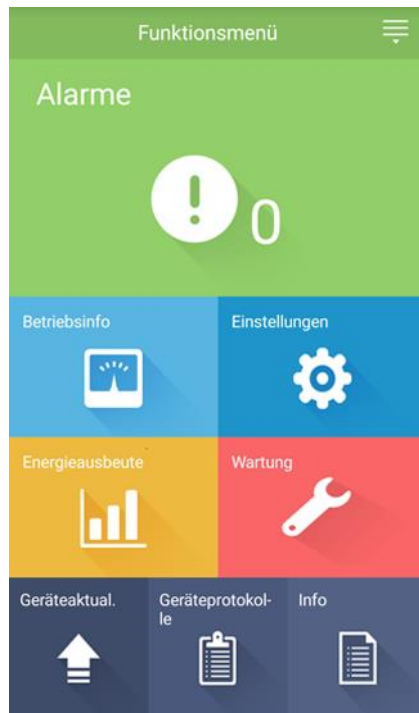 Funktionsmenü
Alarme
0
Betriebsinfo
Einstellungen
Energieausbeute
Wartung
Geräteaktual.
Geräteprotokol-
le
Info